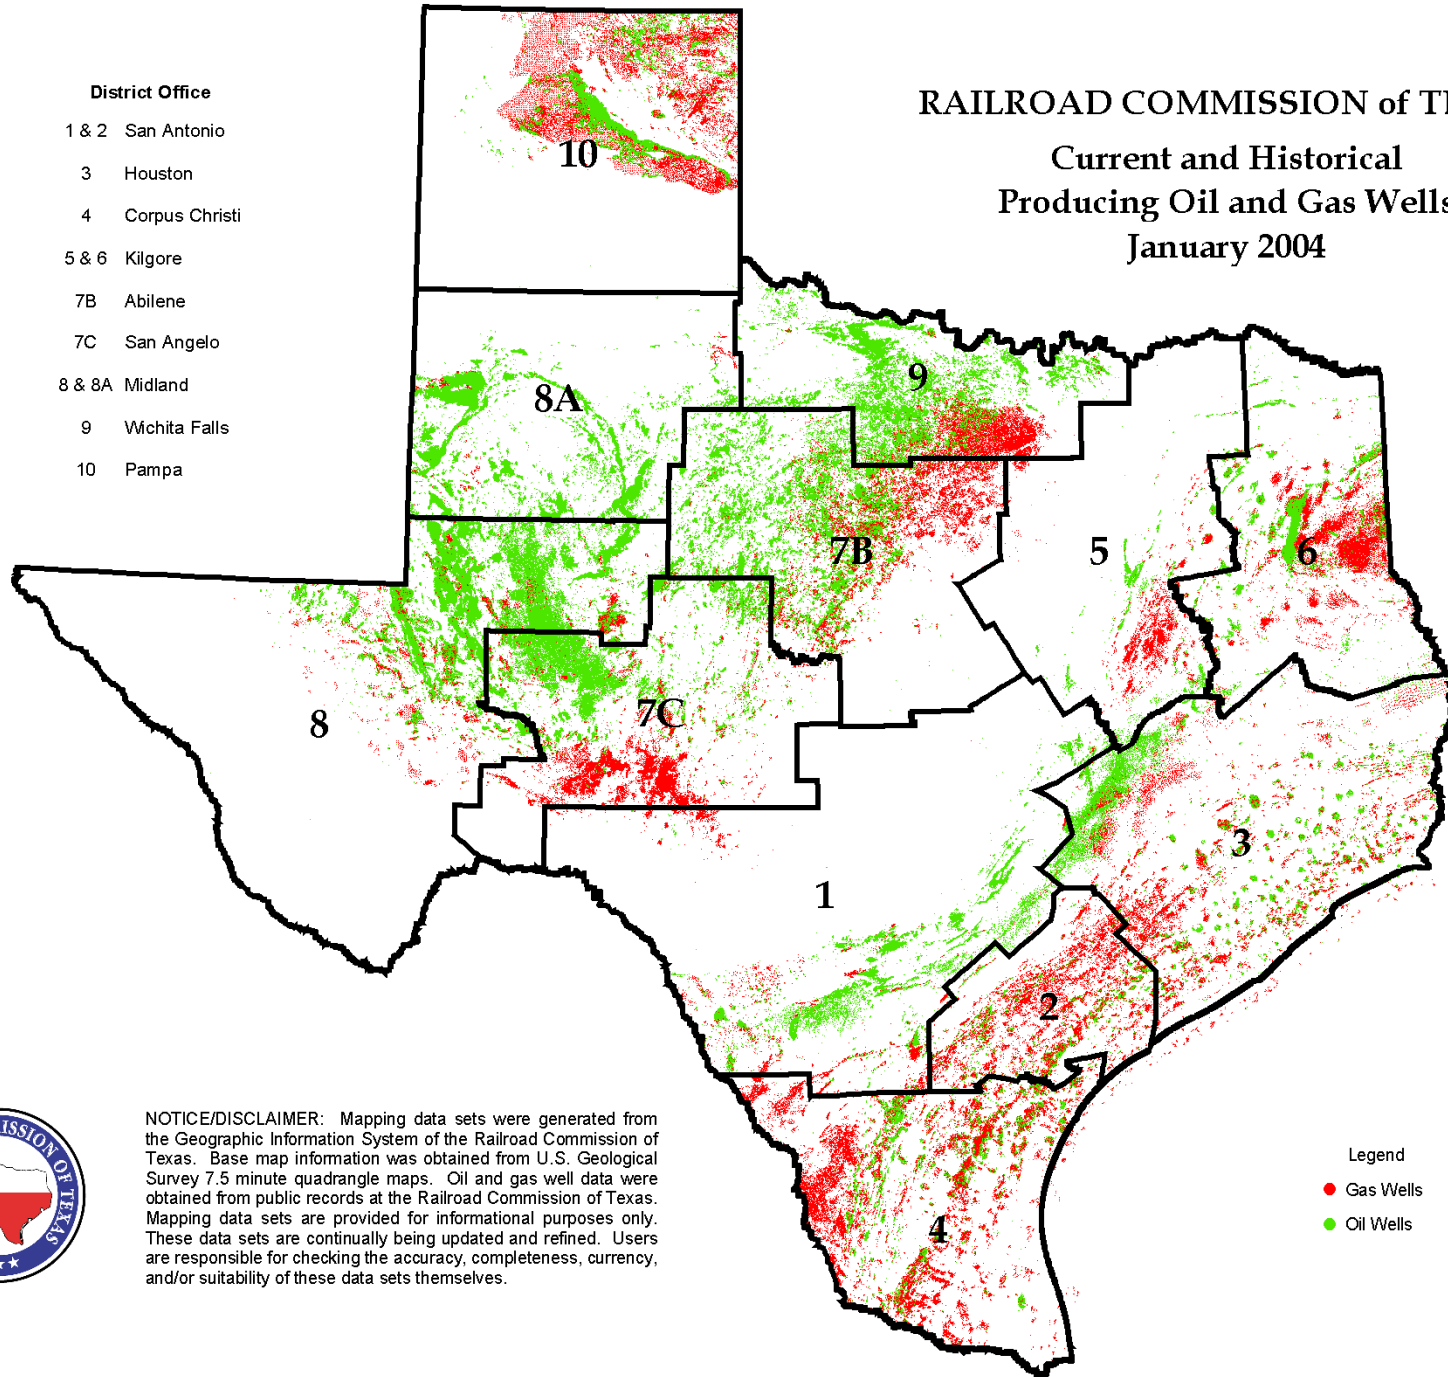 District Office
1 & 2 San Antonio
3 Houston
4 Corpus Christi
5 & 6 Kilgore
7B Abilene
7C San Angelo
8 & 8A Midland
9 Wichita Falls
10 Pampa
RAILROAD COMMISSION of
Current and Historical
Producing Oil and Gas Wells
January 2004
10
9
8A
7B
5
6
8
7C
3
1
2
4
NOTICE/DISCLAIMER: Mapping data sets were generated from
the Geographic Information System of the Railroad Commission of
Texas. Base map information was obtained from U.S. Geological
Survey 7.5 minute quadrangle maps. Oil and gas well data were
obtained from public records at the Railroad Commission of Texas.
Mapping data sets are provided for informational purposes only.
These data sets are continually being updated and refined. Users
are responsible for checking the accuracy, completeness, currency,
and/or suitability of these data sets themselves.
OF TEXAS
Legend
Gas Wells
Oil Wells